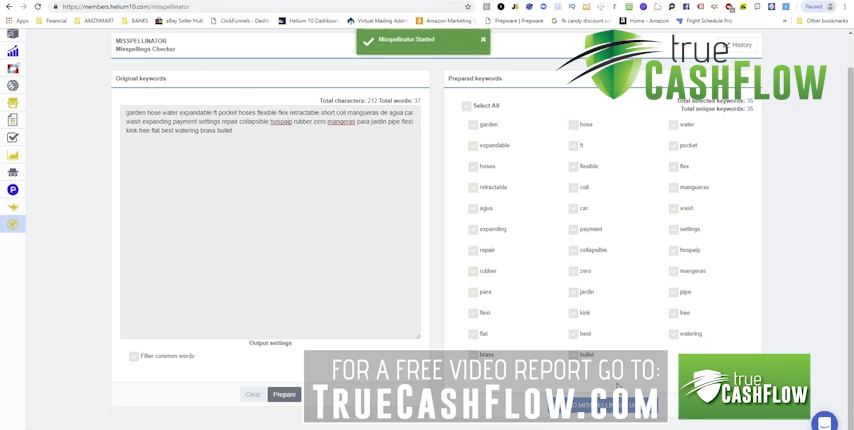 https://members.helium10.com/misspellinator
Paused
Apps
Financial
AMZNMART
BANKS
eBay Seller Hub
ClickFunnels - Dashb
Helium 10 Dashboard
Virtual Mailing Addr
Amazon Marketing S
Prepware | Prepware
fb candy discount co
Home - Amazon
Flight Schedule Pro
Other bookmarks
MISSPELLINATOR
Misspellings Checker
Misspellinator Started
History
true
CASHFLOW
Original keywords
Total characters: 212 Total words: 37
garden hose water expandable ft pocket hoses flexible flex retractable short coil mangueras de agua car
wash expanding payment settings repair collapsible hospaip rubber zero mangeras para jardin pipe flexi
kink free flat best watering brass bullet
Output settings
Filter common words
Clear
Prepare
Prepared keywords
Total selected keywords: 35
Total unique keywords: 35
Select All
garden hose water
expandable ft pocket
hoses flexible flex
retractable coil mangueras
agua car wash
expanding payment settings
repair collapsible hospaip
rubber zero mangeras
para jardin pipe
flexi kink free
flat best watering
brass bullet
FOR A FREE VIDEO REPORT GO TO:
TRUECASHFLOW.COM
true
CASHFLOW